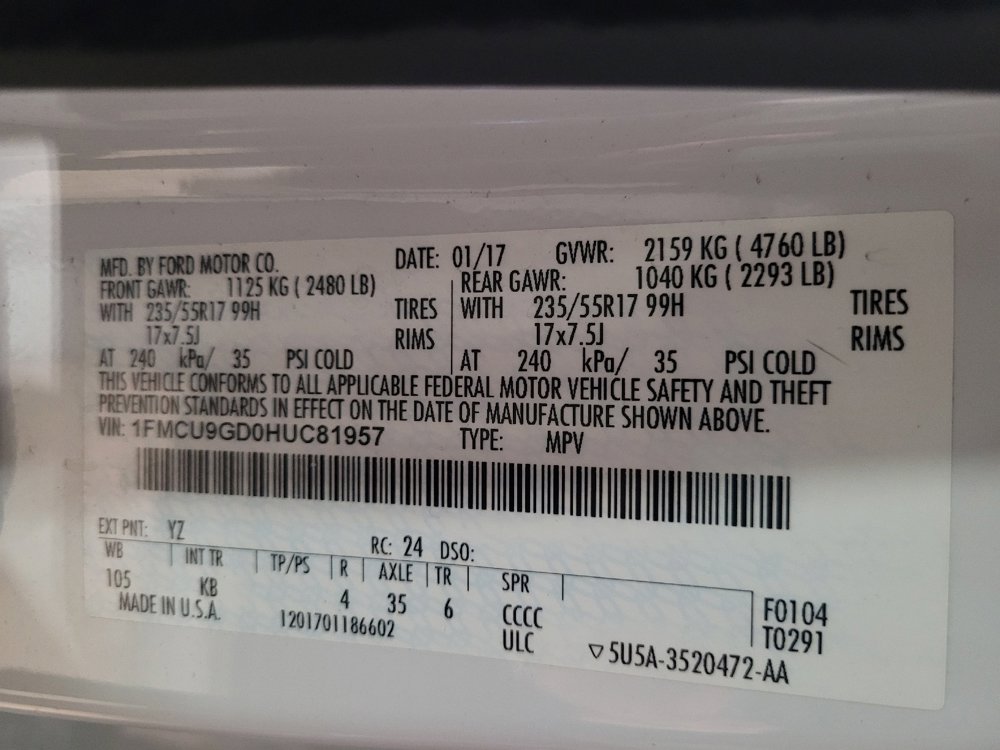 MFD. BY FORD MOTOR CO. DATE: 01/17 GVWR: 2159 KG ( 4760 LB)
FRONT GAWR: 1125 KG ( 2480 LB) REAR GAWR: 1040 KG ( 2293 LB)
WITH 235/55R17 99H TIRES WITH 235/55R17 99H TIRES
17x7.5J RIMS 17x7.5J RIMS
AT 240 kPa/ 35 PSI COLD AT 240 kPa/ 35 PSI COLD
THIS VEHICLE CONFORMS TO ALL APPLICABLE FEDERAL MOTOR VEHICLE SAFETY AND THEFT
PREVENTION STANDARDS IN EFFECT ON THE DATE OF MANUFACTURE SHOWN ABOVE.
VIN: 1FMCU9GD0HUC81957 TYPE: MPV
EXT PNT: YZ RC: 24 DSO:
WB INT TR TP/PS R AXLE TR SPR
105 KB 4 35 6 CCCC F0104
MADE IN U.S.A. 1201701186602 ULC T0291
▽5U5A-3520472-AA